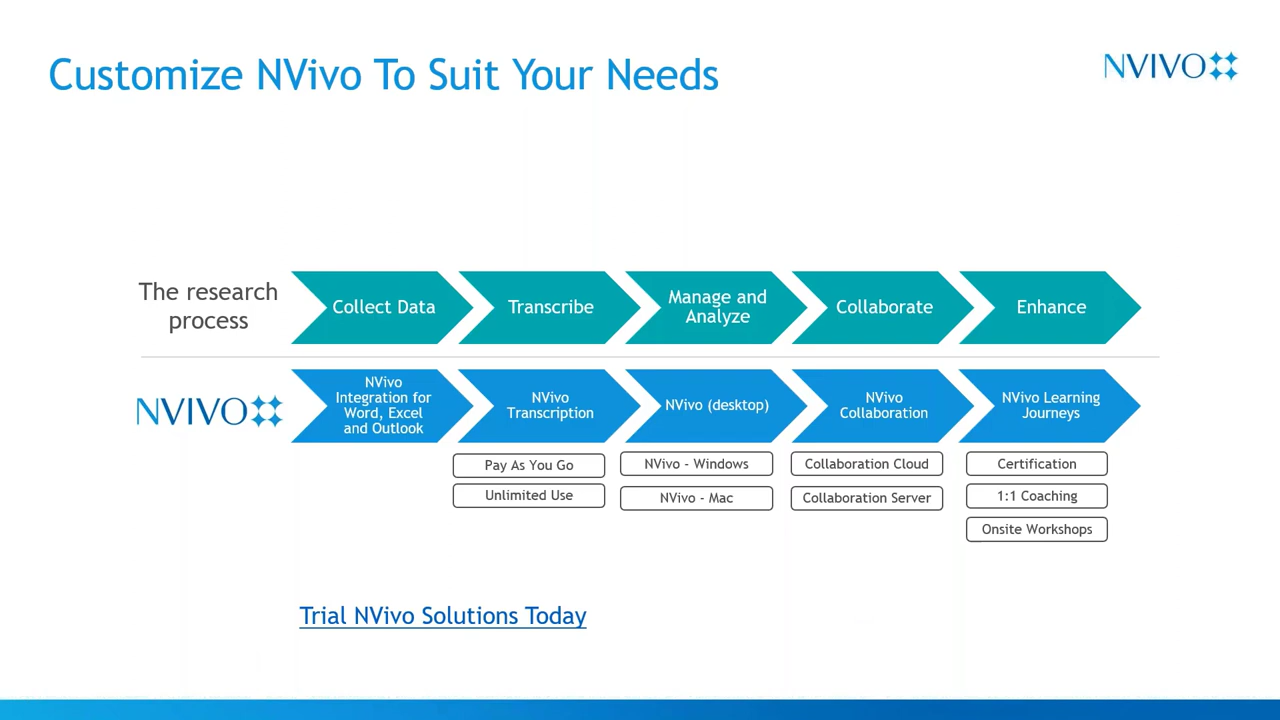 Customize NVivo To Suit Your Needs
NVIVO
The research
process
Collect Data
Transcribe
Manage and
Analyze
Collaborate
Enhance
NVIVO
NVivo
Integration for
Word, Excel
and Outlook
NVivo
Transcription
NVivo (desktop)
NVivo
Collaboration
NVivo Learning
Journeys
Pay As You Go
Unlimited Use
NVivo - Windows
NVivo - Mac
Collaboration Cloud
Collaboration Server
Certification
1:1 Coaching
Onsite Workshops
Trial NVivo Solutions Today